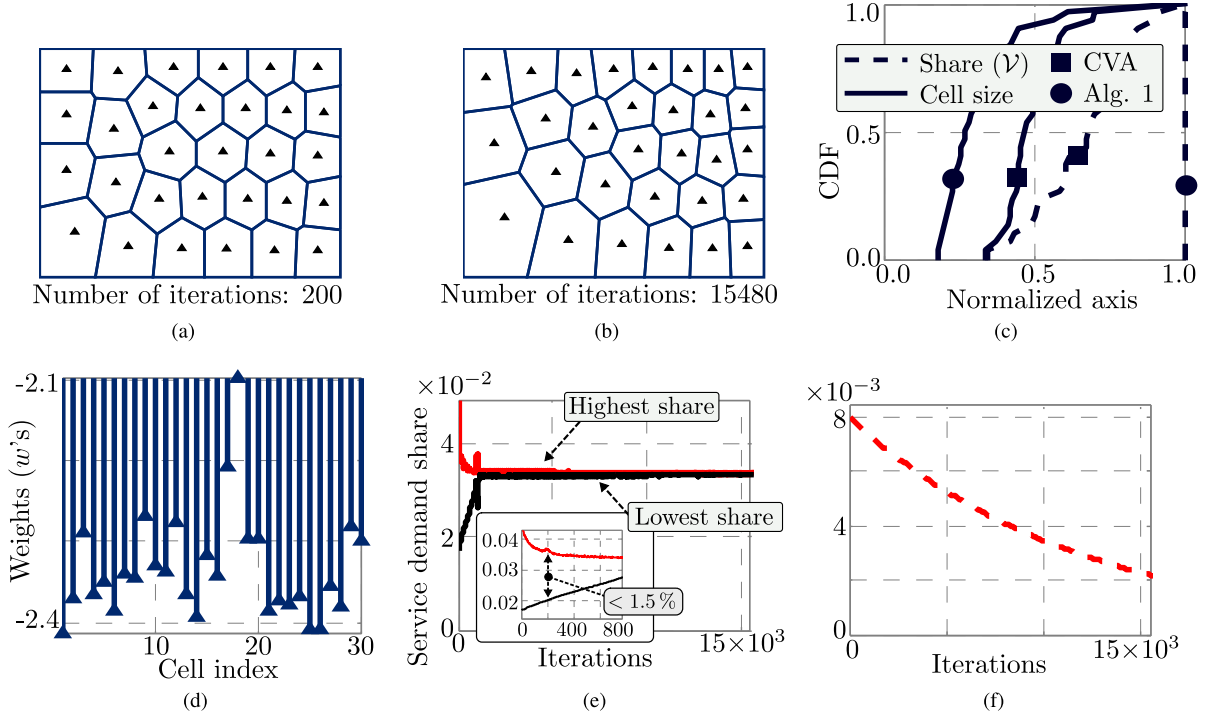 Number of iterations: 200
(a)
Number of iterations: 15480
(b)
1.0
Share (𝒱)
CVA
Cell size
Alg. 1
0.5
CDF
0.0
0.0
0.5
1.0
Normalized axis
(c)
-2.1
Weights (w's)
-2.4
10
20
30
Cell index
(d)
×10⁻²
Highest share
4
Service demand share
2
Lowest share
0.04
0.03
0.02
< 1.5 %
0
400
800
0
0
15×10³
Iterations
(e)
×10⁻³
8
4
0
0
15×10³
Iterations
(f)